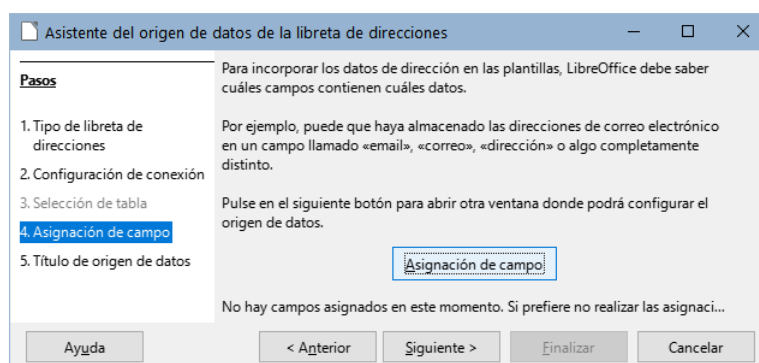 Asistente del origen de datos de la libreta de direcciones
Pasos
1. Tipo de libreta de
direcciones
2. Configuración de conexión
3. Selección de tabla
4. Asignación de campo
5. Título de origen de datos
Para incorporar los datos de dirección en las plantillas, LibreOffice debe saber
cuáles campos contienen cuáles datos.
Por ejemplo, puede que haya almacenado las direcciones de correo electrónico
en un campo llamado «email», «correo», «dirección» o algo completamente
distinto.
Pulse en el siguiente botón para abrir otra ventana donde podrá configurar el
origen de datos.
Asignación de campo
No hay campos asignados en este momento. Si prefiere no realizar las asignaci...
Ayuda
< Anterior
Siguiente >
Finalizar
Cancelar